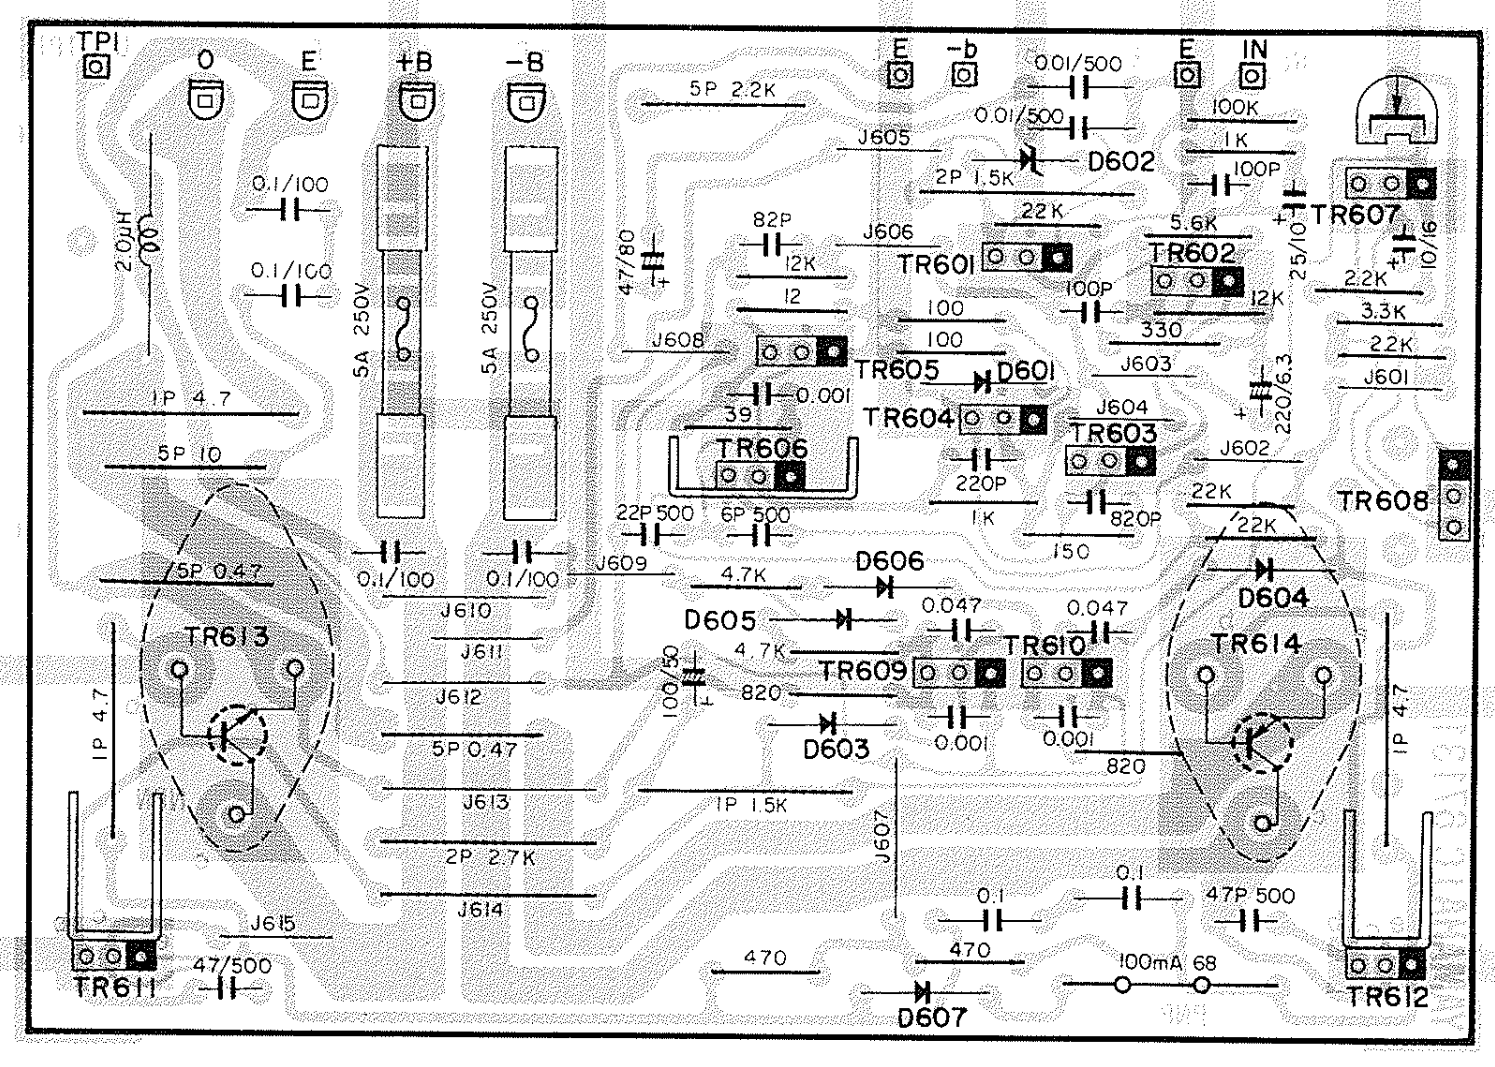 TP1
O
E
+B
-B
E
-b
E
IN
0.01/500
5P 2.2K
100K
0.01/500
J605
1K
D602
100P
2P 1.5K
0.1/100
TR607
22K
5.6K
82P
J606
2.0µH
47/80
TR601
TR602
25/10
10/16
12K
0.1/100
2.2K
100P
12K
12
5A 250V
5A 250V
100
3.3K
330
J608
100
22K
TR605
D601
J603
J601
0.001
220/6.3
1P 4.7
39
TR604
J604
TR603
5P 10
TR606
J602
220P
22K
TR608
22P 500
6P 500
1K
820P
22K
150
5P 0.47
0.1/100
0.1/100
J609
4.7K
D606
D604
J610
D605
0.047
0.047
TR613
J611
4.7K
TR609
TR610
TR614
100/50
J612
820
1P 4.7
1P 4.7
5P 0.47
D603
0.001
0.001
820
J613
1P 1.5K
J607
2P 2.7K
J614
0.1
0.1
47P 500
J615
47/500
470
470
100mA 68
TR611
D607
TR612